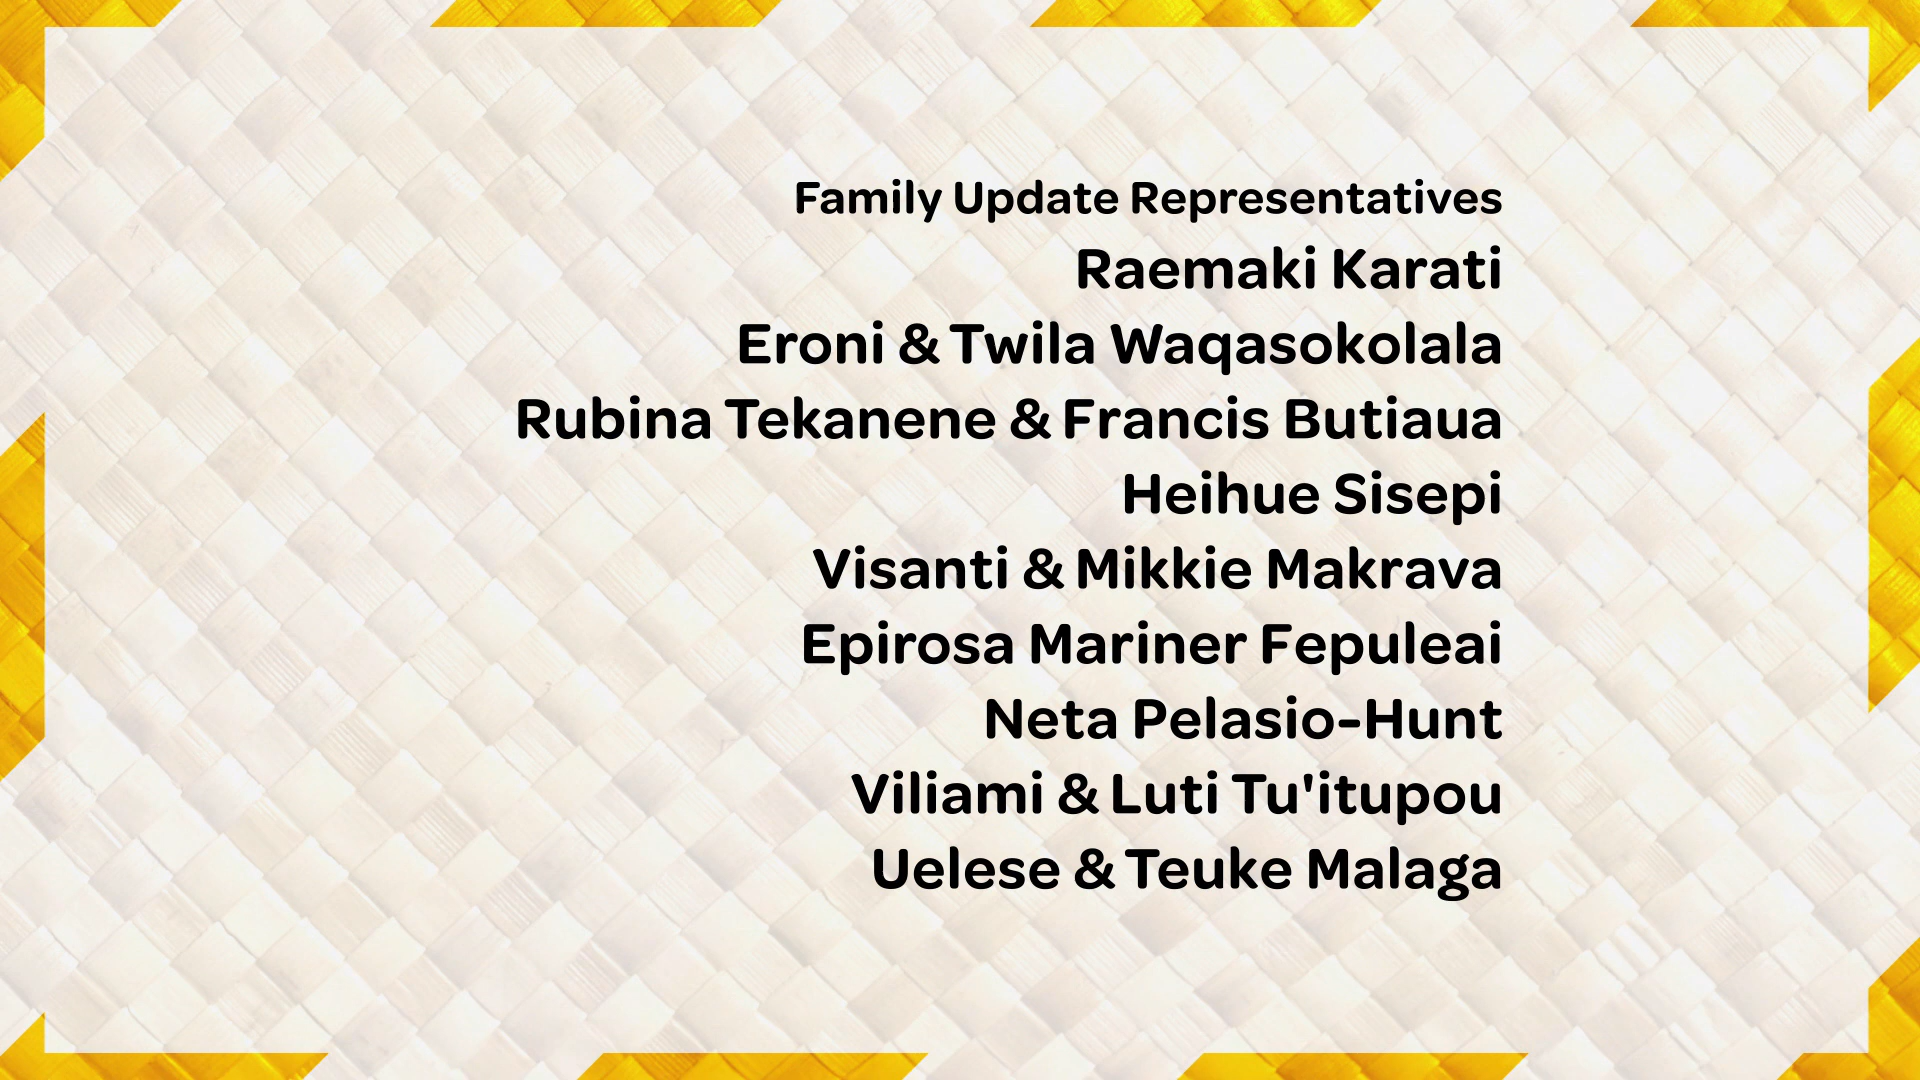 Family Update Representatives
Raemaki Karati
Eroni & Twila Waqasokolala
Rubina Tekanene & Francis Butiaua
Heihue Sisepi
Visanti & Mikkie Makrava
Epirosa Mariner Fepuleai
Neta Pelasio-Hunt
Viliami & Luti Tu'itupou
Uelese & Teuke Malaga